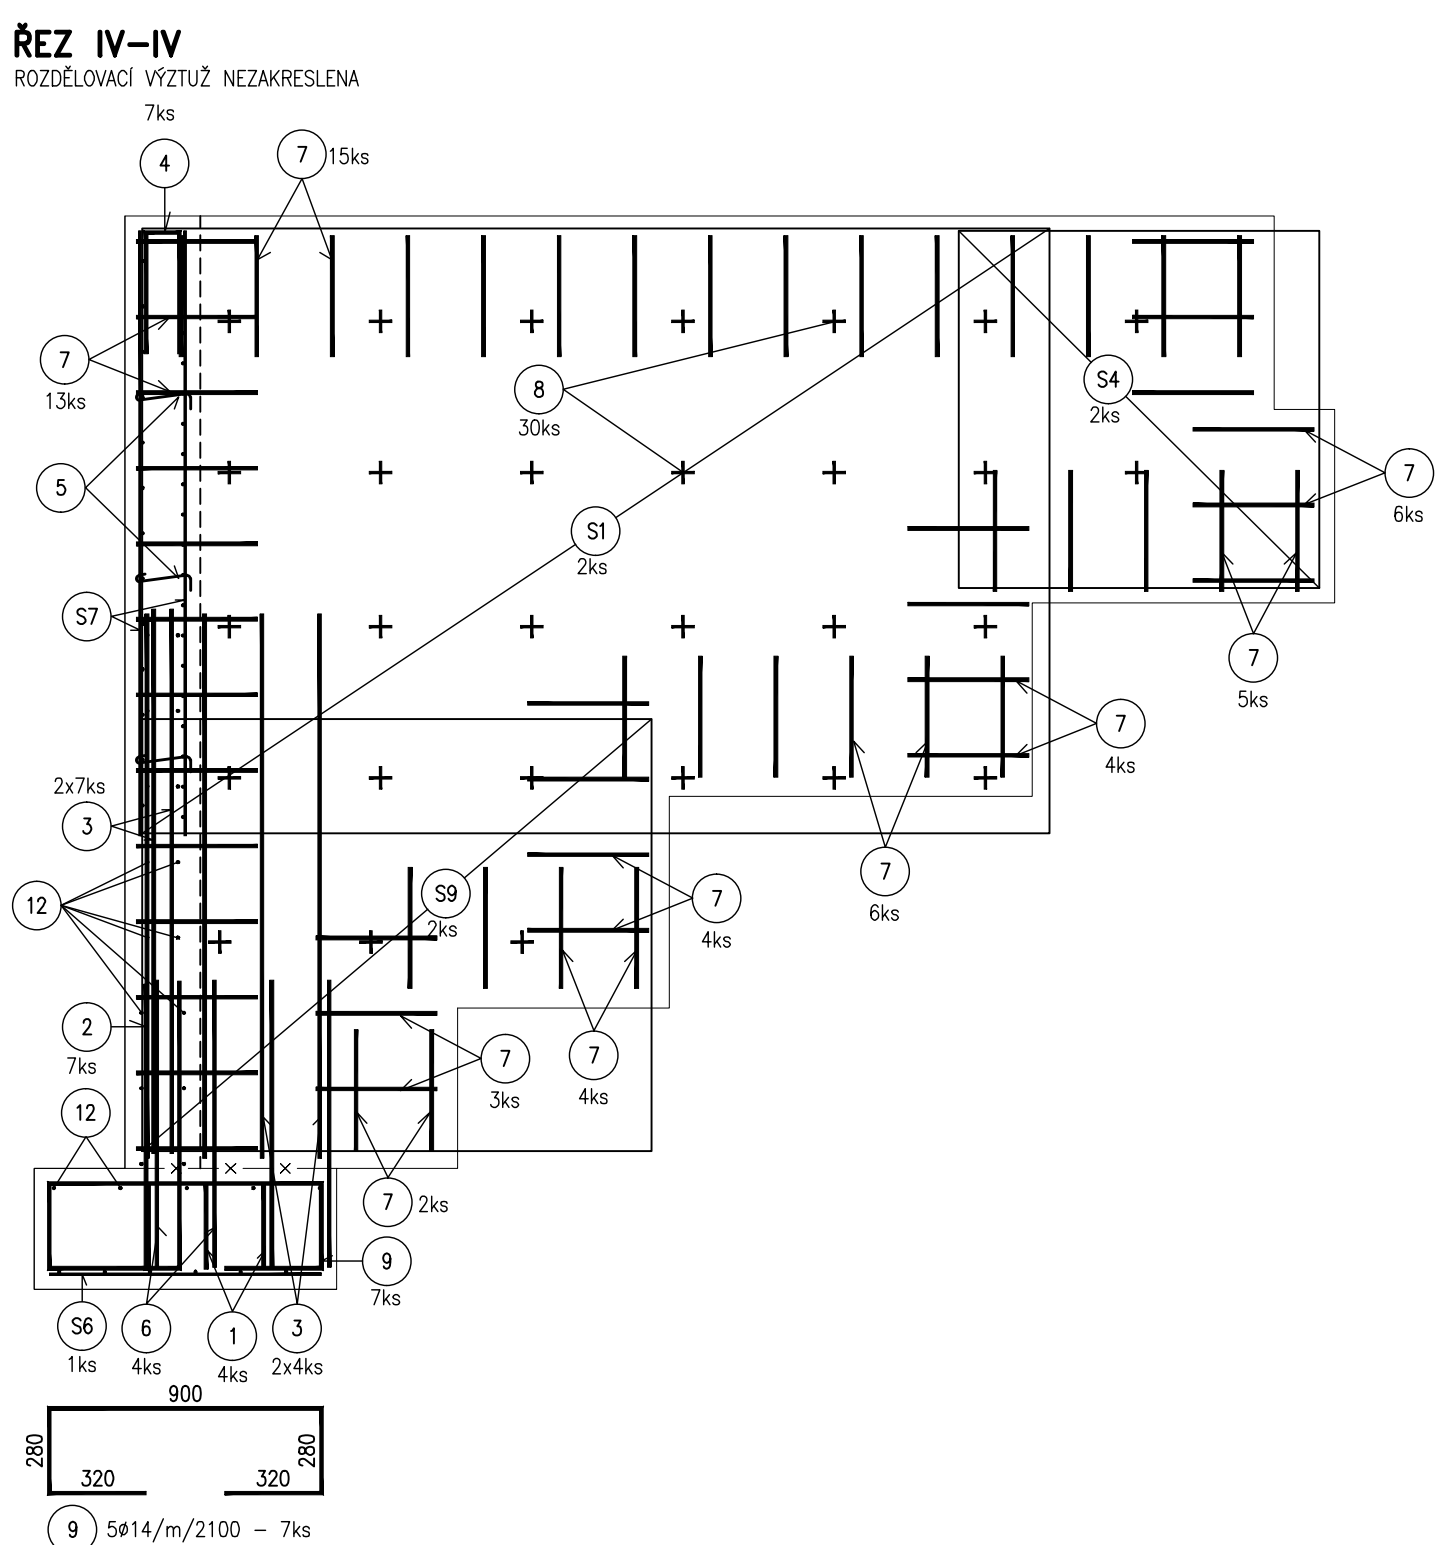 ŘEZ IV-IV
ROZDĚLOVACÍ VÝZTUŽ NEZAKRESLENA
7ks
4
7 15ks
7
13ks
8
30ks
S4
2ks
5
7
6ks
S1
2ks
S7
7
5ks
7
4ks
2x7ks
3
7
6ks
S9
2ks
7
4ks
12
2
7ks
7
3ks
7
4ks
12
7 2ks
9
7ks
S6
1ks
6
4ks
1
4ks
3
2x4ks
900
280
280
320
320
9 5ø14/m/2100 - 7ks